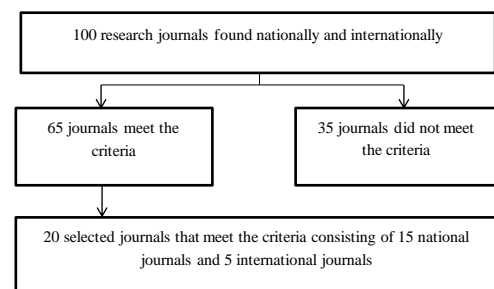 100 research journals found nationally and internationally
65 journals meet the
criteria
35 journals did not meet
the criteria
20 selected journals that meet the criteria consisting of 15 national
journals and 5 international journals